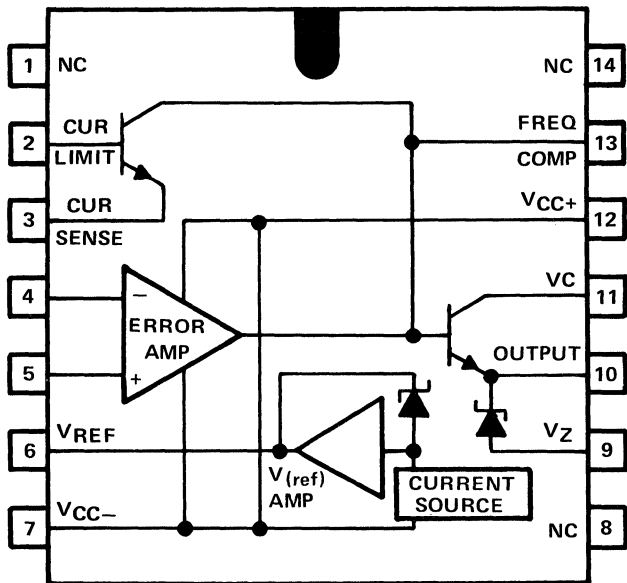 1 NC NC 14
2 CUR LIMIT FREQ COMP 13
3 CUR SENSE VCC+ 12
4 − VC 11
ERROR AMP
5 + OUTPUT 10
6 VREF VZ 9
V(ref) AMP
CURRENT SOURCE
7 VCC− NC 8